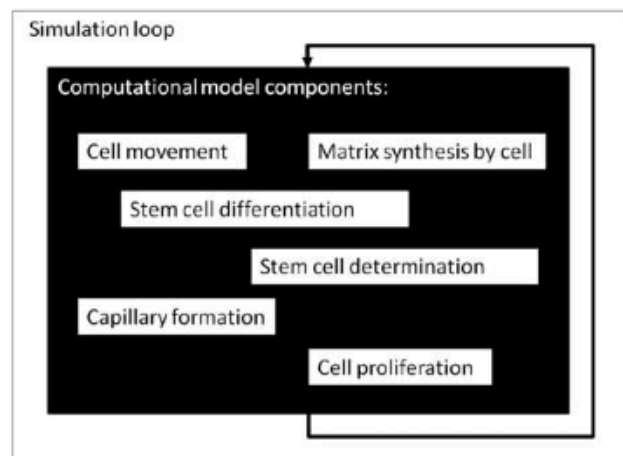 Simulation loop
Computational model components:
Cell movement
Matrix synthesis by cell
Stem cell differentiation
Stem cell determination
Capillary formation
Cell proliferation